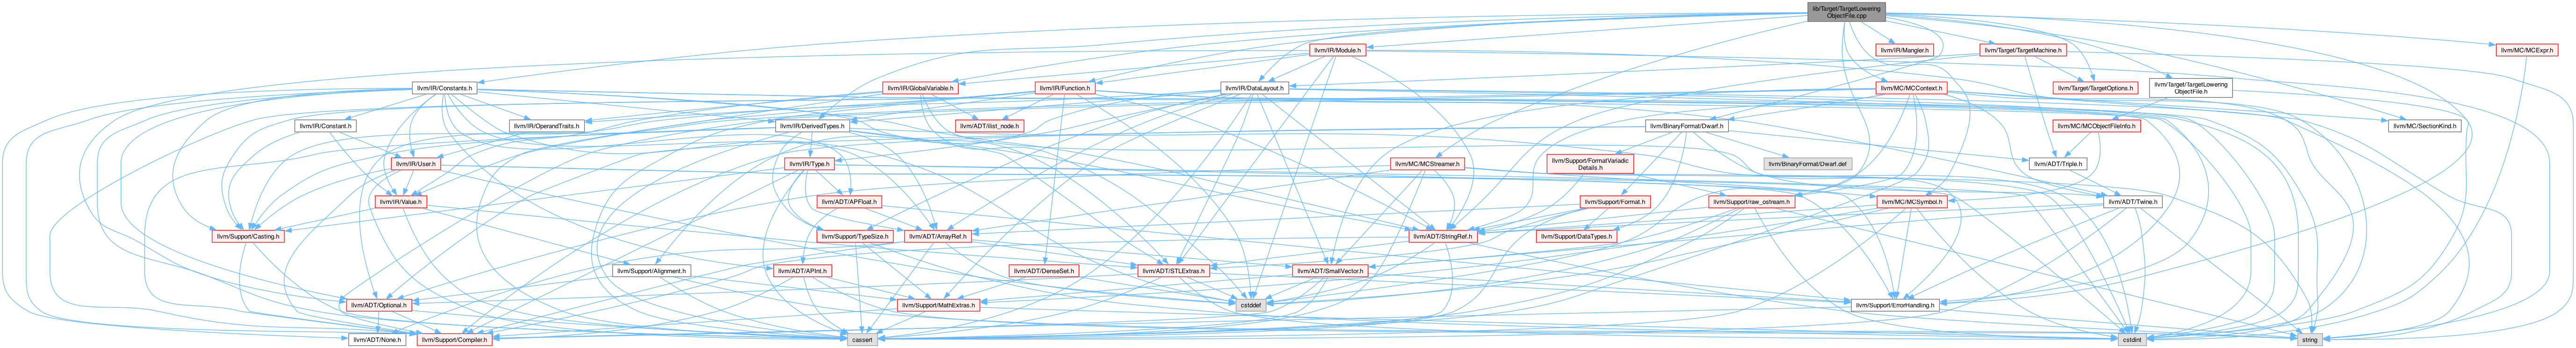 lib/Target/TargetLowering
ObjectFile.cpp
llvm/IR/Module.h
llvm/IR/Mangler.h
llvm/Target/TargetMachine.h
llvm/MC/MCExpr.h
llvm/IR/Constants.h
llvm/IR/GlobalVariable.h
llvm/IR/Function.h
llvm/IR/DataLayout.h
llvm/MC/MCContext.h
llvm/Target/TargetOptions.h
llvm/Target/TargetLowering
ObjectFile.h
llvm/IR/Constant.h
llvm/IR/OperandTraits.h
llvm/IR/DerivedTypes.h
llvm/ADT/ilist_node.h
llvm/BinaryFormat/Dwarf.h
llvm/MC/MCObjectFileInfo.h
llvm/MC/SectionKind.h
llvm/IR/User.h
llvm/IR/Type.h
llvm/MC/MCStreamer.h
llvm/Support/FormatVariadic
Details.h
llvm/BinaryFormat/Dwarf.def
llvm/ADT/Triple.h
llvm/IR/Value.h
llvm/ADT/APFloat.h
llvm/Support/Format.h
llvm/Support/raw_ostream.h
llvm/MC/MCSymbol.h
llvm/ADT/Twine.h
llvm/Support/Casting.h
llvm/Support/TypeSize.h
llvm/ADT/ArrayRef.h
llvm/ADT/StringRef.h
llvm/Support/DataTypes.h
llvm/Support/Alignment.h
llvm/ADT/APInt.h
llvm/ADT/DenseSet.h
llvm/ADT/STLExtras.h
llvm/ADT/SmallVector.h
llvm/ADT/Optional.h
llvm/Support/MathExtras.h
cstddef
llvm/Support/ErrorHandling.h
llvm/ADT/None.h
llvm/Support/Compiler.h
cassert
cstdint
string